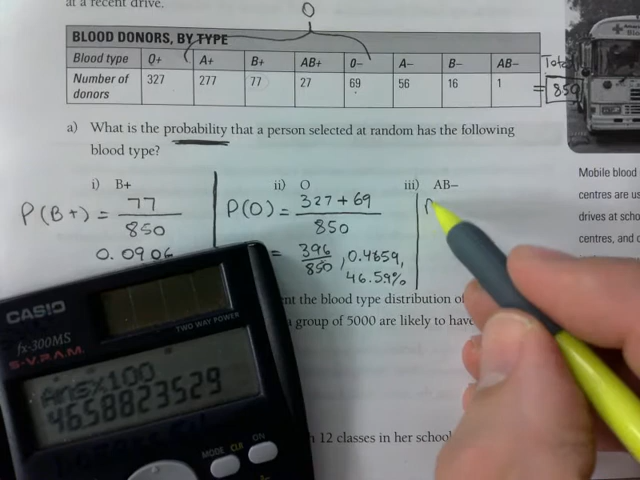 at a recent drive.
O
BLOOD DONORS, BY TYPE
Blood type O+ A+ B+ AB+ O– A– B– AB–
Total
Number of donors 327 277 77 27 69 56 16 1 = 850
a) What is the probability that a person selected at random has the following
blood type?
i) B+ ii) O iii) AB–
P(B+) = 77/850
0.0906
P(O) = 327+69/850
= 396/850, 0.4659,
46.59%
Mobile blood
centres are us
drives at scho
centres, and
nt the blood type distribution of
group of 5000 are likely to have
12 classes in her school
CASIO
TWO WAY POWER
fx-300MS
S-V.P.A.M.
Ans×100
46.58823529
MODE CLR ON